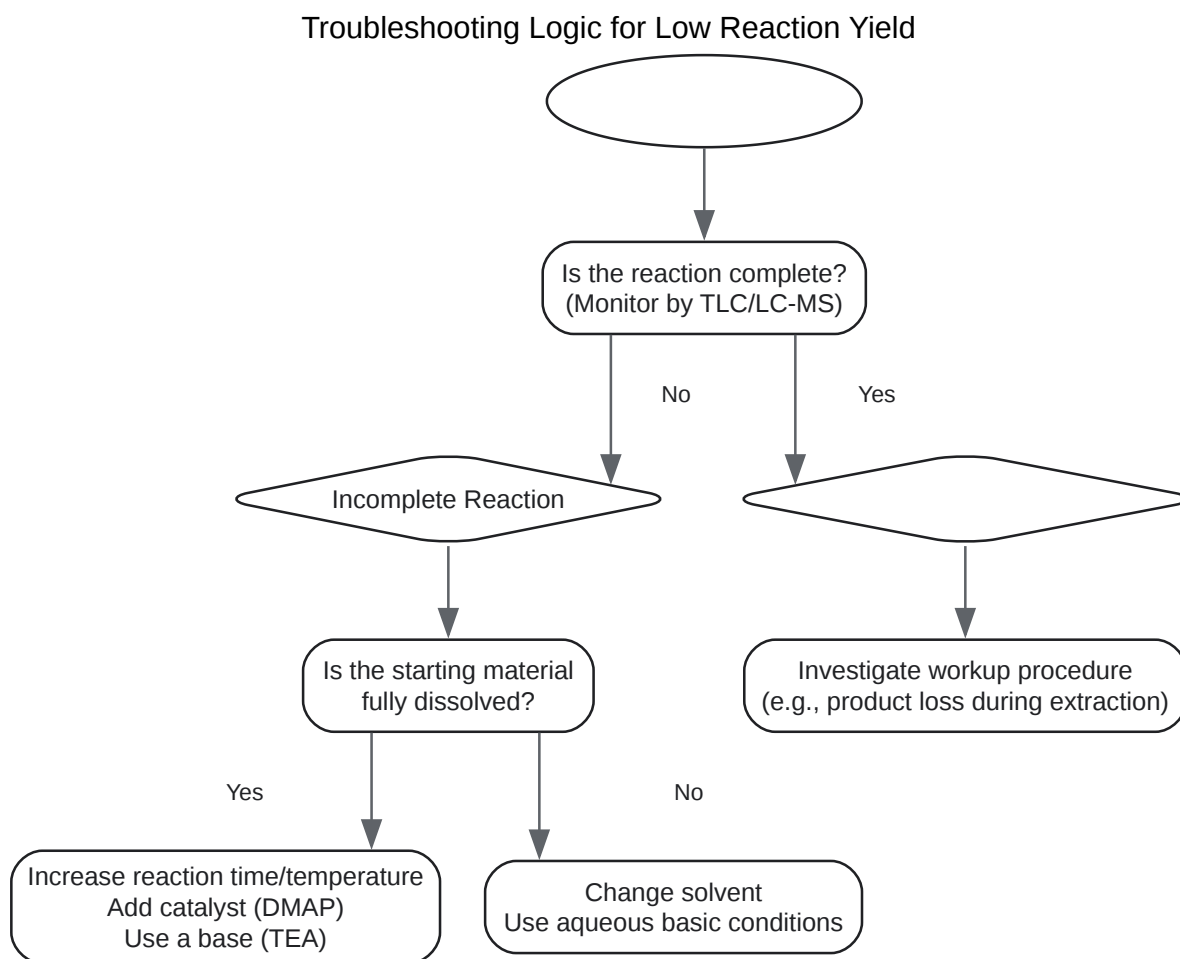 Troubleshooting Logic for Low Reaction Yield
Is the reaction complete?
(Monitor by TLC/LC-MS)
No
Yes
Incomplete Reaction
Is the starting material
fully dissolved?
Investigate workup procedure
(e.g., product loss during extraction)
Yes
No
Increase reaction time/temperature
Add catalyst (DMAP)
Use a base (TEA)
Change solvent
Use aqueous basic conditions